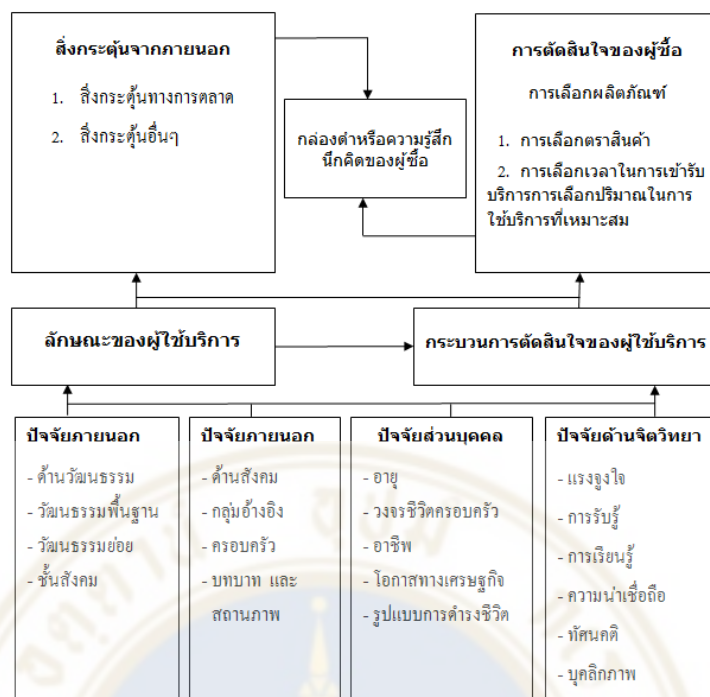 สิ่งกระตุ้นจากภายนอก
1. สิ่งกระตุ้นทางการตลาด
2. สิ่งกระตุ้นอื่นๆ
กล่องดำหรือความรู้สึก
นึกคิดของผู้ซื้อ
การตัดสินใจของผู้ซื้อ
การเลือกผลิตภัณฑ์
1. การเลือกตราสินค้า
2. การเลือกเวลาในการเข้ารับ
บริการการเลือกปริมาณในการ
ใช้บริการที่เหมาะสม
ลักษณะของผู้ใช้บริการ
กระบวนการตัดสินใจของผู้ใช้บริการ
ปัจจัยภายนอก
- ด้านวัฒนธรรม
- วัฒนธรรมพื้นฐาน
- วัฒนธรรมย่อย
- ชั้นสังคม
ปัจจัยภายนอก
- ด้านสังคม
- กลุ่มอ้างอิง
- ครอบครัว
- บทบาท และ
สถานภาพ
ปัจจัยส่วนบุคคล
- อายุ
- วงจรชีวิตครอบครัว
- อาชีพ
- โอกาสทางเศรษฐกิจ
- รูปแบบการดำรงชีวิต
ปัจจัยด้านจิตวิทยา
- แรงจูงใจ
- การรับรู้
- การเรียนรู้
- ความน่าเชื่อถือ
- ทัศนคติ
- บุคลิกภาพ